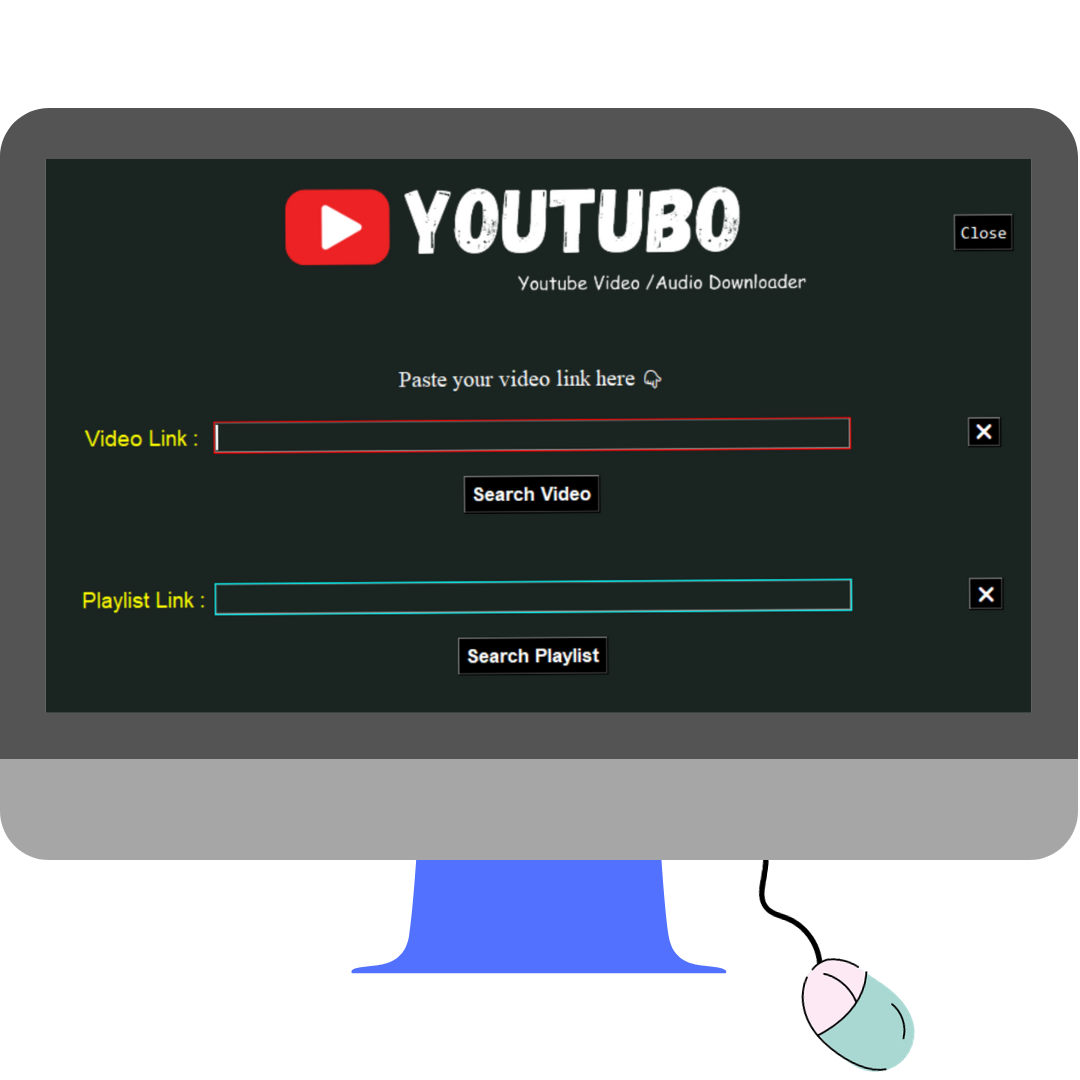 YOUTUBO
Close
Youtube Video /Audio Downloader
Paste your video link here 👇
Video Link :
✕
Search Video
Playlist Link :
✕
Search Playlist